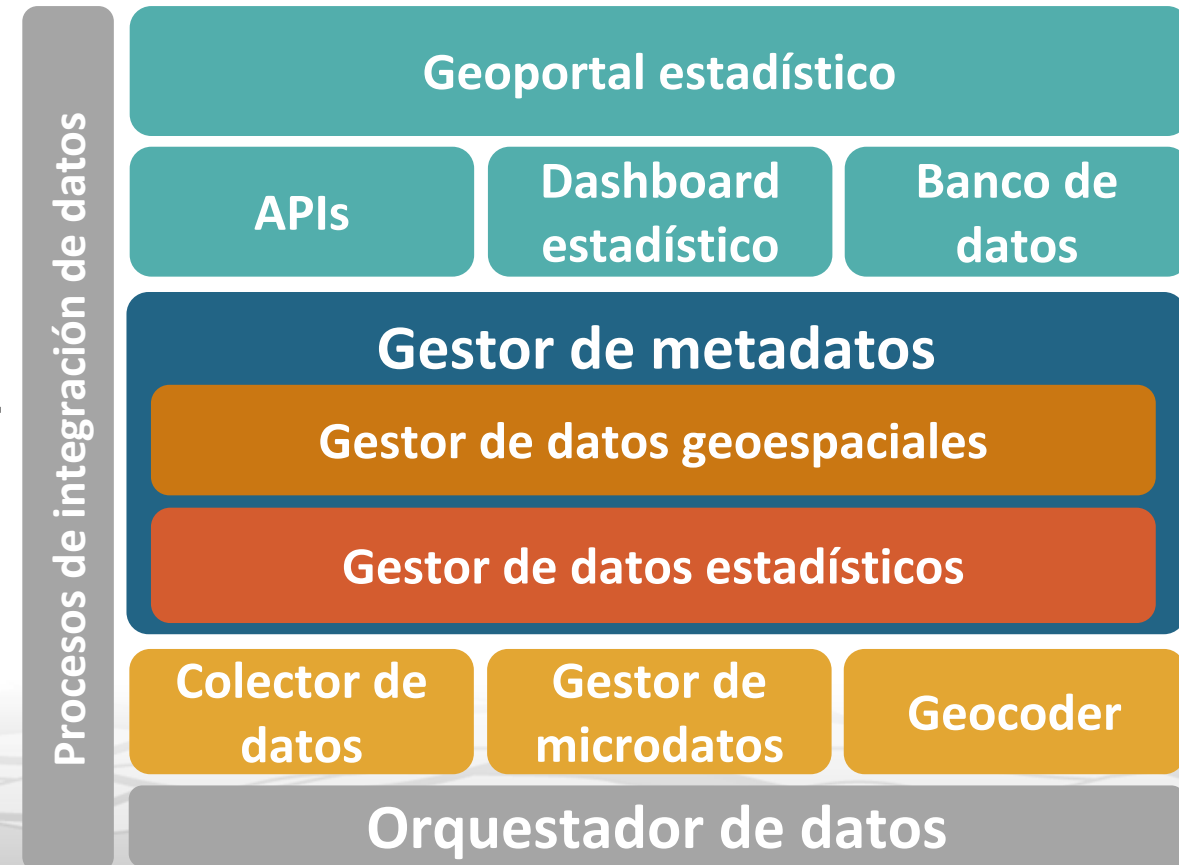 Procesos de integración de datos
Geoportal estadístico
APIs
Dashboard
estadístico
Banco de
datos
Gestor de metadatos
Gestor de datos geoespaciales
Gestor de datos estadísticos
Colector de
datos
Gestor de
microdatos
Geocoder
Orquestador de datos